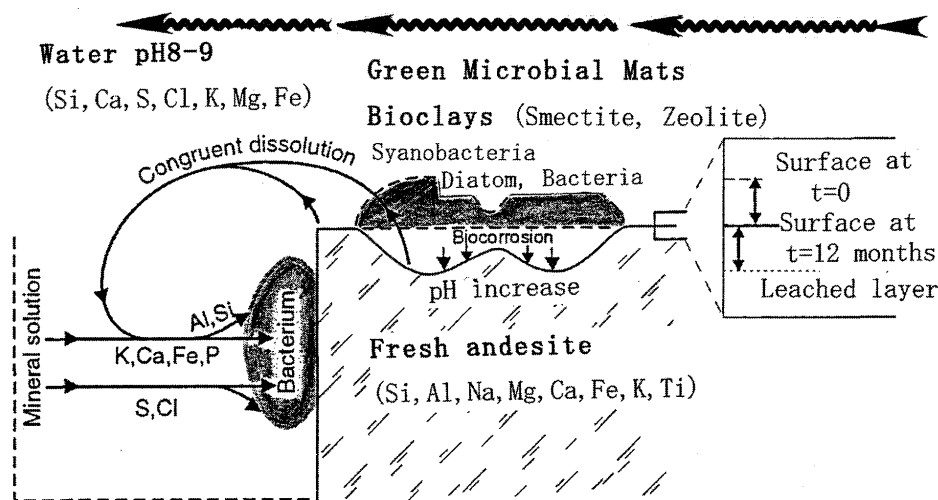 Water pH8-9
(Si, Ca, S, Cl, K, Mg, Fe)
Green Microbial Mats
Bioclays (Smectite, Zeolite)
Syanobacteria
Diatom, Bacteria
Congruent dissolution
Biocorrosion
pH increase
Surface at
t=0
Surface at
t=12 months
Leached layer
Mineral solution
Al,Si
K,Ca,Fe,P
S,Cl
Bacterium
Fresh andesite
(Si, Al, Na, Mg, Ca, Fe, K, Ti)